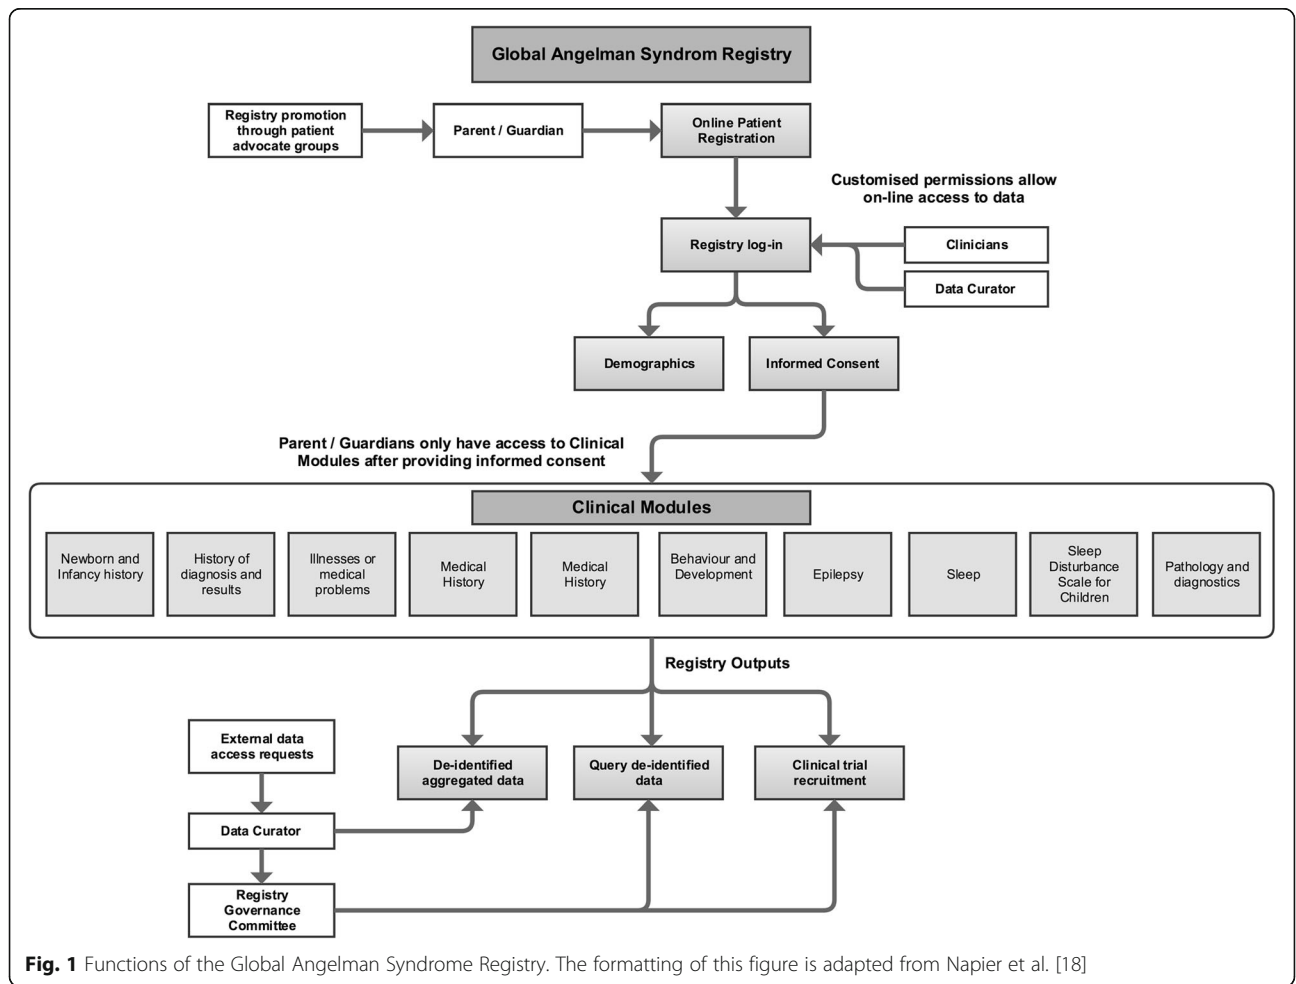 Global Angelman Syndrom Registry
Registry promotion
through patient
advocate groups
Parent / Guardian
Online Patient
Registration
Customised permissions allow
on-line access to data
Registry log-in
Clinicians
Data Curator
Demographics
Informed Consent
Parent / Guardians only have access to Clinical
Modules after providing informed consent
Clinical Modules
Newborn and
Infancy history
History of
diagnosis and
results
Illnesses or
medical
problems
Medical
History
Medical
History
Behaviour and
Development
Epilepsy
Sleep
Sleep
Disturbance
Scale for
Children
Pathology and
diagnostics
Registry Outputs
External data
access requests
De-identified
aggregated data
Query de-identified
data
Clinical trial
recruitment
Data Curator
Registry
Governance
Committee
Fig. 1 Functions of the Global Angelman Syndrome Registry. The formatting of this figure is adapted from Napier et al. [18]